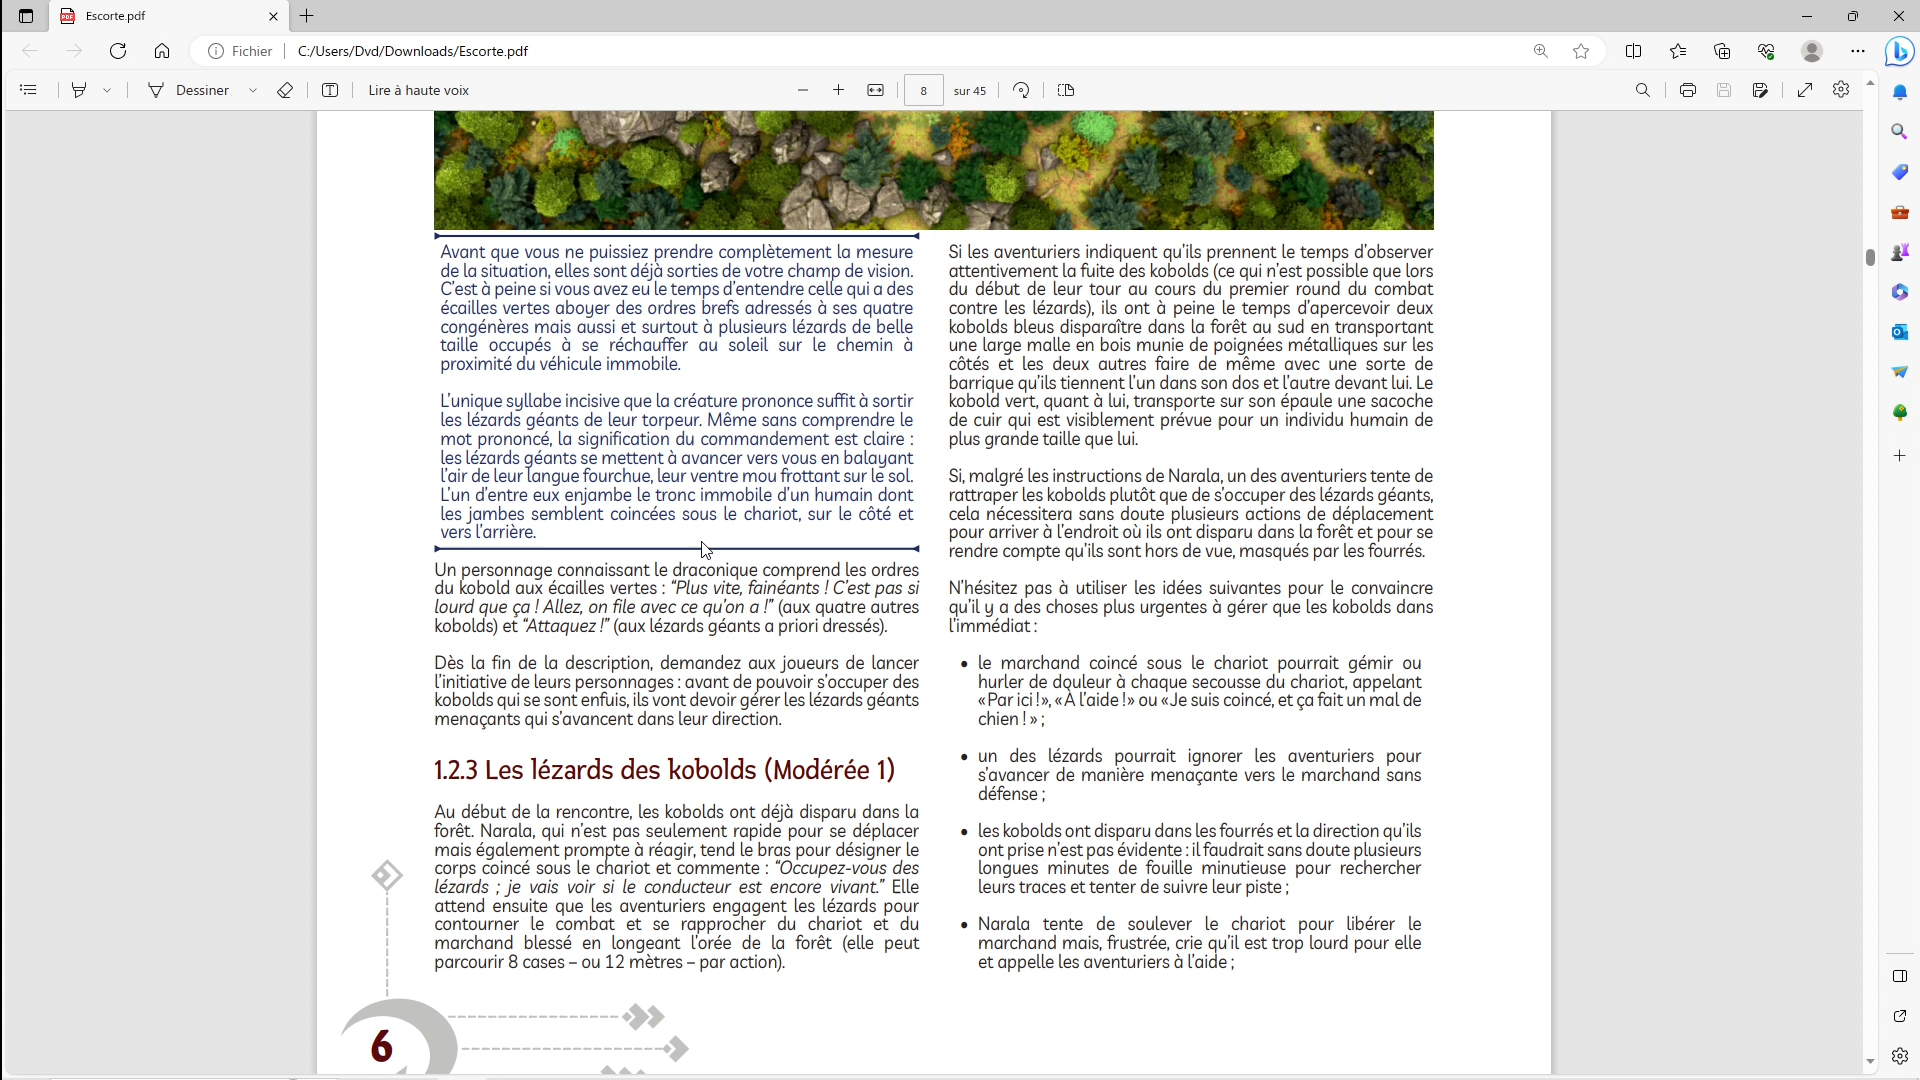 Escorte.pdf
Fichier
C:/Users/Dvd/Downloads/Escorte.pdf
Dessiner
Lire à haute voix
8
sur 45
Avant que vous ne puissiez prendre complètement la mesure
de la situation, elles sont déjà sorties de votre champ de vision.
C'est à peine si vous avez eu le temps d'entendre celle qui a des
écailles vertes aboyer des ordres brefs adressés à ses quatre
congénères mais aussi et surtout à plusieurs lézards de belle
taille occupés à se réchauffer au soleil sur le chemin à
proximité du véhicule immobile.
L'unique syllabe incisive que la créature prononce suffit à sortir
les lézards géants de leur torpeur. Même sans comprendre le
mot prononcé, la signification du commandement est claire :
les lézards géants se mettent à avancer vers vous en balayant
l'air de leur langue fourchue, leur ventre mou frottant sur le sol.
L'un d'entre eux enjambe le tronc immobile d'un humain dont
les jambes semblent coincées sous le chariot, sur le côté et
vers l'arrière.
Un personnage connaissant le draconique comprend les ordres
du kobold aux écailles vertes : "Plus vite, fainéants ! C'est pas si
lourd que ça ! Allez, on file avec ce qu'on a !" (aux quatre autres
kobolds) et "Attaquez !" (aux lézards géants a priori dressés).
Dès la fin de la description, demandez aux joueurs de lancer
l'initiative de leurs personnages : avant de pouvoir s'occuper des
kobolds qui se sont enfuis, ils vont devoir gérer les lézards géants
menaçants qui s'avancent dans leur direction.
1.2.3 Les lézards des kobolds (Modérée 1)
Au début de la rencontre, les kobolds ont déjà disparu dans la
forêt. Narala, qui n'est pas seulement rapide pour se déplacer
mais également prompte à réagir, tend le bras pour désigner le
corps coincé sous le chariot et commente : "Occupez-vous des
lézards ; je vais voir si le conducteur est encore vivant." Elle
attend ensuite que les aventuriers engagent les lézards pour
contourner le combat et se rapprocher du chariot et du
marchand blessé en longeant l'orée de la forêt (elle peut
parcourir 8 cases – ou 12 mètres – par action).
Si les aventuriers indiquent qu'ils prennent le temps d'observer
attentivement la fuite des kobolds (ce qui n'est possible que lors
du début de leur tour au cours du premier round du combat
contre les lézards), ils ont à peine le temps d'apercevoir deux
kobolds bleus disparaître dans la forêt au sud en transportant
une large malle en bois munie de poignées métalliques sur les
côtés et les deux autres faire de même avec une sorte de
barrique qu'ils tiennent l'un dans son dos et l'autre devant lui. Le
kobold vert, quant à lui, transporte sur son épaule une sacoche
de cuir qui est visiblement prévue pour un individu humain de
plus grande taille que lui.
Si, malgré les instructions de Narala, un des aventuriers tente de
rattraper les kobolds plutôt que de s'occuper des lézards géants,
cela nécessitera sans doute plusieurs actions de déplacement
pour arriver à l'endroit où ils ont disparu dans la forêt et pour se
rendre compte qu'ils sont hors de vue, masqués par les fourrés.
N'hésitez pas à utiliser les idées suivantes pour le convaincre
qu'il y a des choses plus urgentes à gérer que les kobolds dans
l'immédiat :
• le marchand coincé sous le chariot pourrait gémir ou
hurler de douleur à chaque secousse du chariot, appelant
«Par ici !», «À l'aide !» ou «Je suis coincé, et ça fait un mal de
chien ! » ;
• un des lézards pourrait ignorer les aventuriers pour
s'avancer de manière menaçante vers le marchand sans
défense ;
• les kobolds ont disparu dans les fourrés et la direction qu'ils
ont prise n'est pas évidente : il faudrait sans doute plusieurs
longues minutes de fouille minutieuse pour rechercher
leurs traces et tenter de suivre leur piste ;
• Narala tente de soulever le chariot pour libérer le
marchand mais, frustrée, crie qu'il est trop lourd pour elle
et appelle les aventuriers à l'aide ;
6